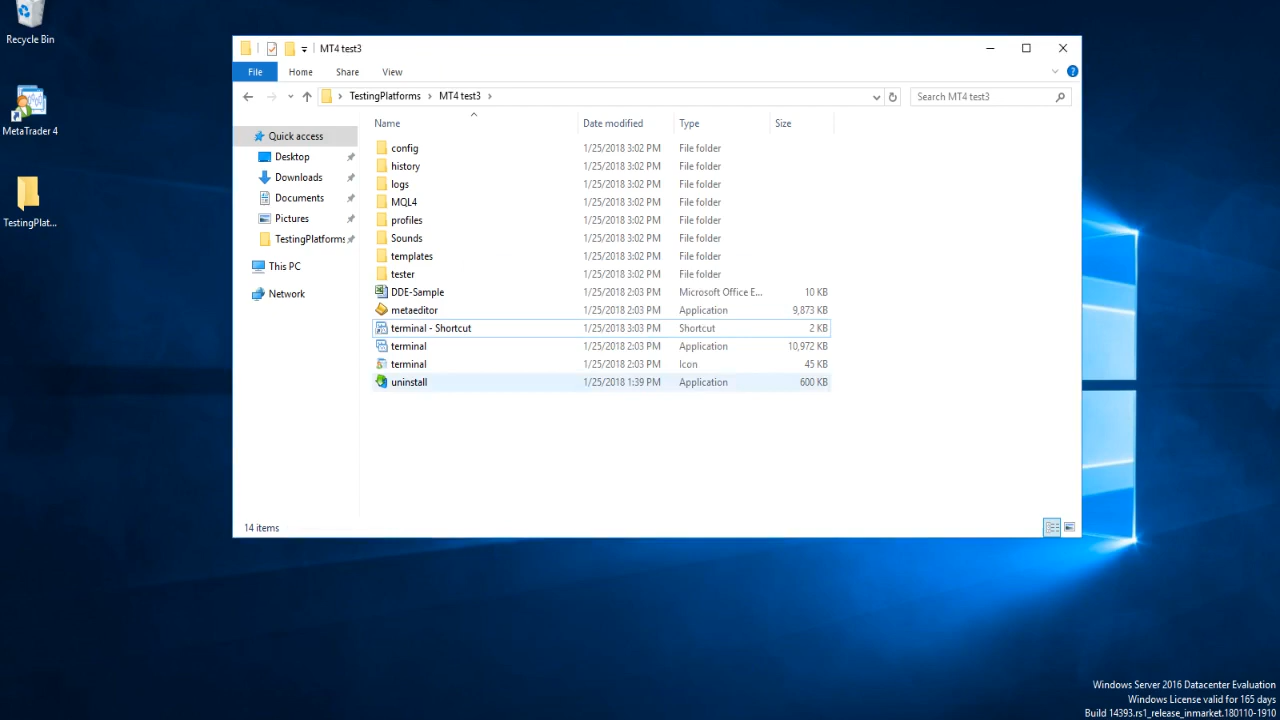 Recycle Bin
MetaTrader 4
TestingPlat...
MT4 test3
File Home Share View
TestingPlatforms MT4 test3
Search MT4 test3
Name Date modified Type Size
Quick access
Desktop
Downloads
Documents
Pictures
TestingPlatforms
This PC
Network
config 1/25/2018 3:02 PM File folder
history 1/25/2018 3:02 PM File folder
logs 1/25/2018 3:02 PM File folder
MQL4 1/25/2018 3:02 PM File folder
profiles 1/25/2018 3:02 PM File folder
Sounds 1/25/2018 3:02 PM File folder
templates 1/25/2018 3:02 PM File folder
tester 1/25/2018 3:02 PM File folder
DDE-Sample 1/25/2018 2:03 PM Microsoft Office E... 10 KB
metaeditor 1/25/2018 2:03 PM Application 9,873 KB
terminal - Shortcut 1/25/2018 3:03 PM Shortcut 2 KB
terminal 1/25/2018 2:03 PM Application 10,972 KB
terminal 1/25/2018 2:03 PM Icon 45 KB
uninstall 1/25/2018 1:39 PM Application 600 KB
14 items
Windows Server 2016 Datacenter Evaluation
Windows License valid for 165 days
Build 14393.rs1_release_inmarket.180110-1910